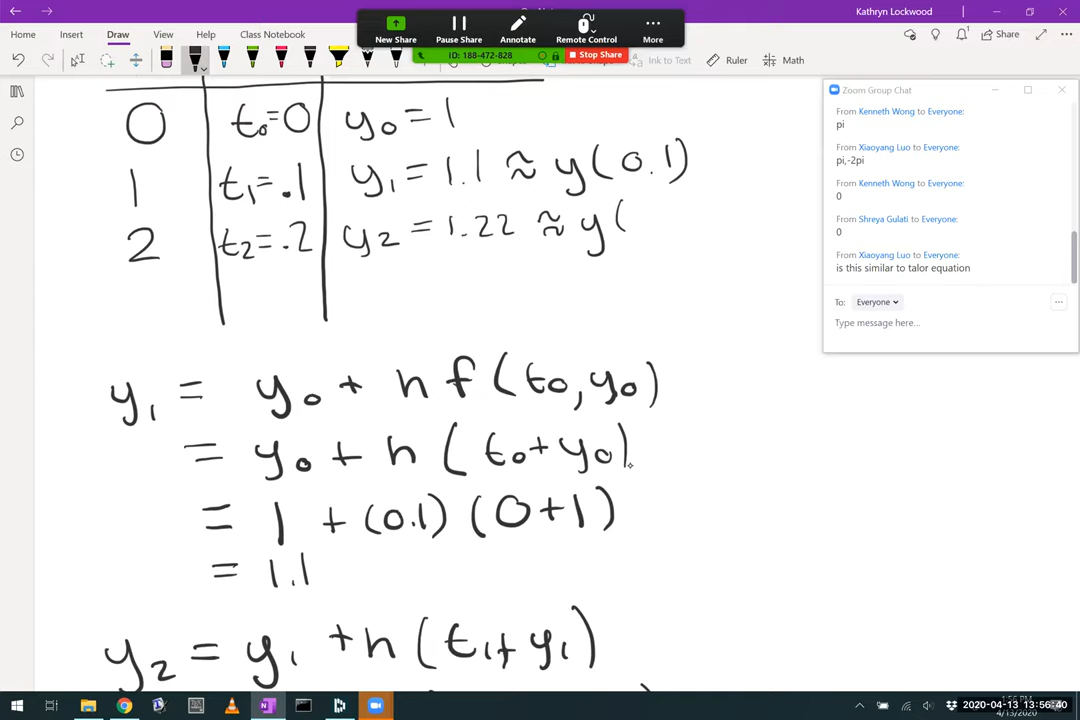 Kathryn Lockwood
Home Insert Draw View Help Class Notebook
New Share Pause Share Annotate Remote Control More
ID: 188-472-828 Stop Share
Share
Ink to Text Ruler Math
0 t₀=0 y₀ = 1
1 t₁=.1 y₁ = 1.1 ≈ y(0.1)
2 t₂=.2 y₂ = 1.22 ≈ y(
y₁ = y₀ + h f(t₀, y₀)
= y₀ + h (t₀+y₀)
= 1 + (0.1) (0+1)
= 1.1
y₂ = y₁ + h (t₁+y₁)
Zoom Group Chat
From Kenneth Wong to Everyone:
pi
From Xiaoyang Luo to Everyone:
pi,-2pi
From Kenneth Wong to Everyone:
0
From Shreya Gulati to Everyone:
0
From Xiaoyang Luo to Everyone:
is this similar to talor equation
To: Everyone
Type message here...
2020-04-13 13:56:40